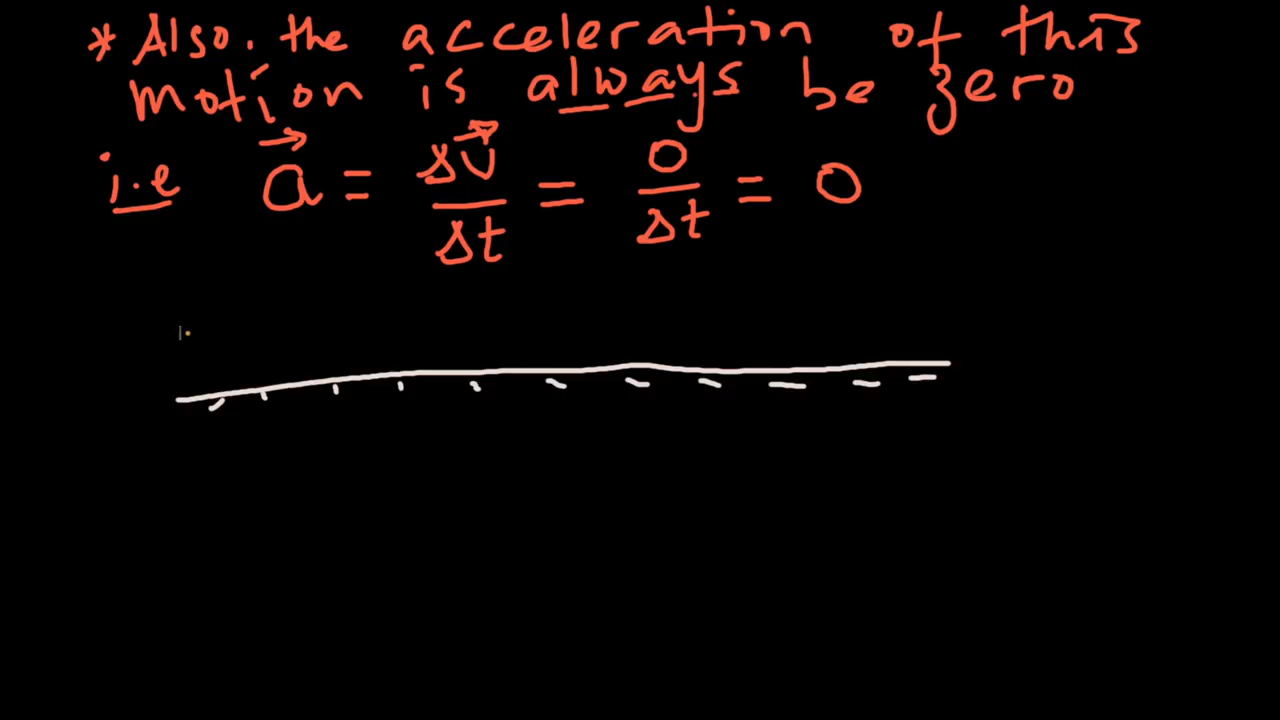 * Also. the acceleration of this
motion is always be zero
i.e a⃗ = Δv⃗/Δt = 0/Δt = 0